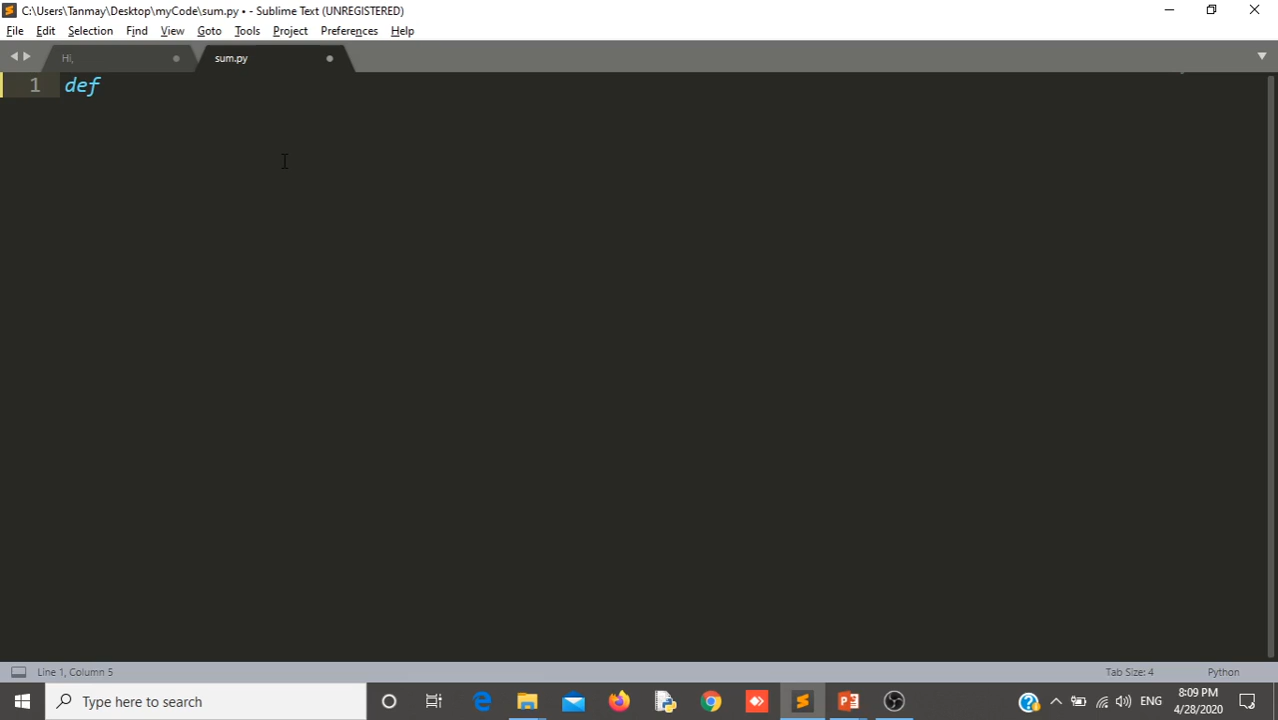 C:\Users\Tanmay\Desktop\myCode\sum.py • - Sublime Text (UNREGISTERED)
File Edit Selection Find View Goto Tools Project Preferences Help
Hi, sum.py
1 def
Line 1, Column 5 Tab Size: 4 Python
Type here to search ENG 8:09 PM
4/28/2020